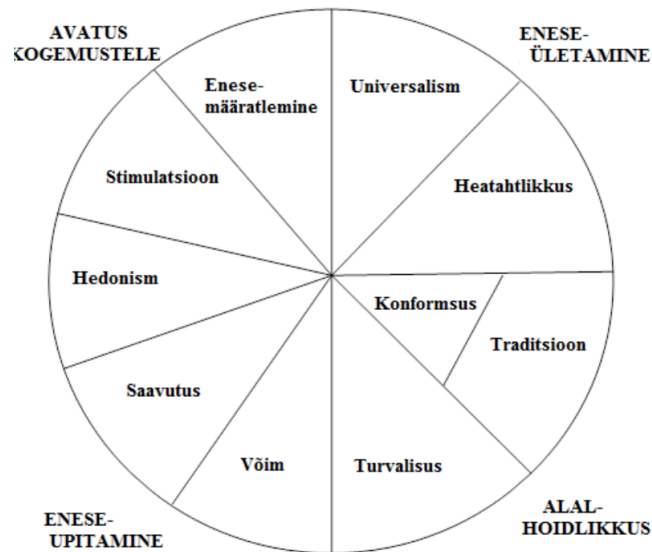 AVATUS
KOGEMUSTELE
ENESE-
ÜLETAMINE
Enese-
määratlemine
Universalism
Stimulatsioon
Heatahtlikkus
Hedonism
Konformsus
Traditsioon
Saavutus
Võim
Turvalisus
ENESE-
UPITAMINE
ALAL-
HOIDLIKKUS